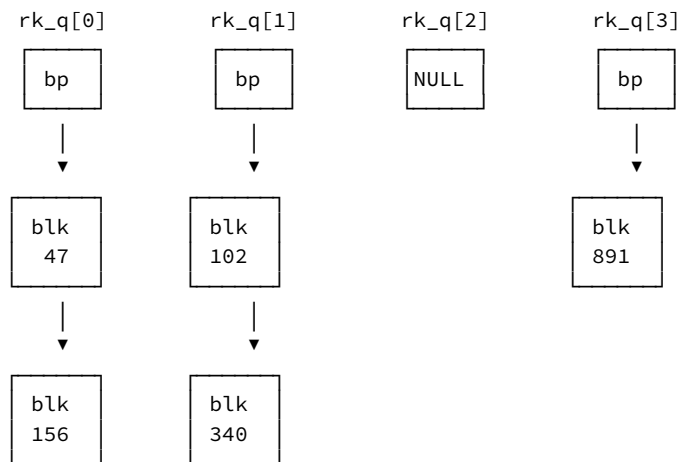 rk_q[0] rk_q[1] rk_q[2] rk_q[3]
bp bp NULL bp
blk blk blk
47 102 891
blk blk
156 340